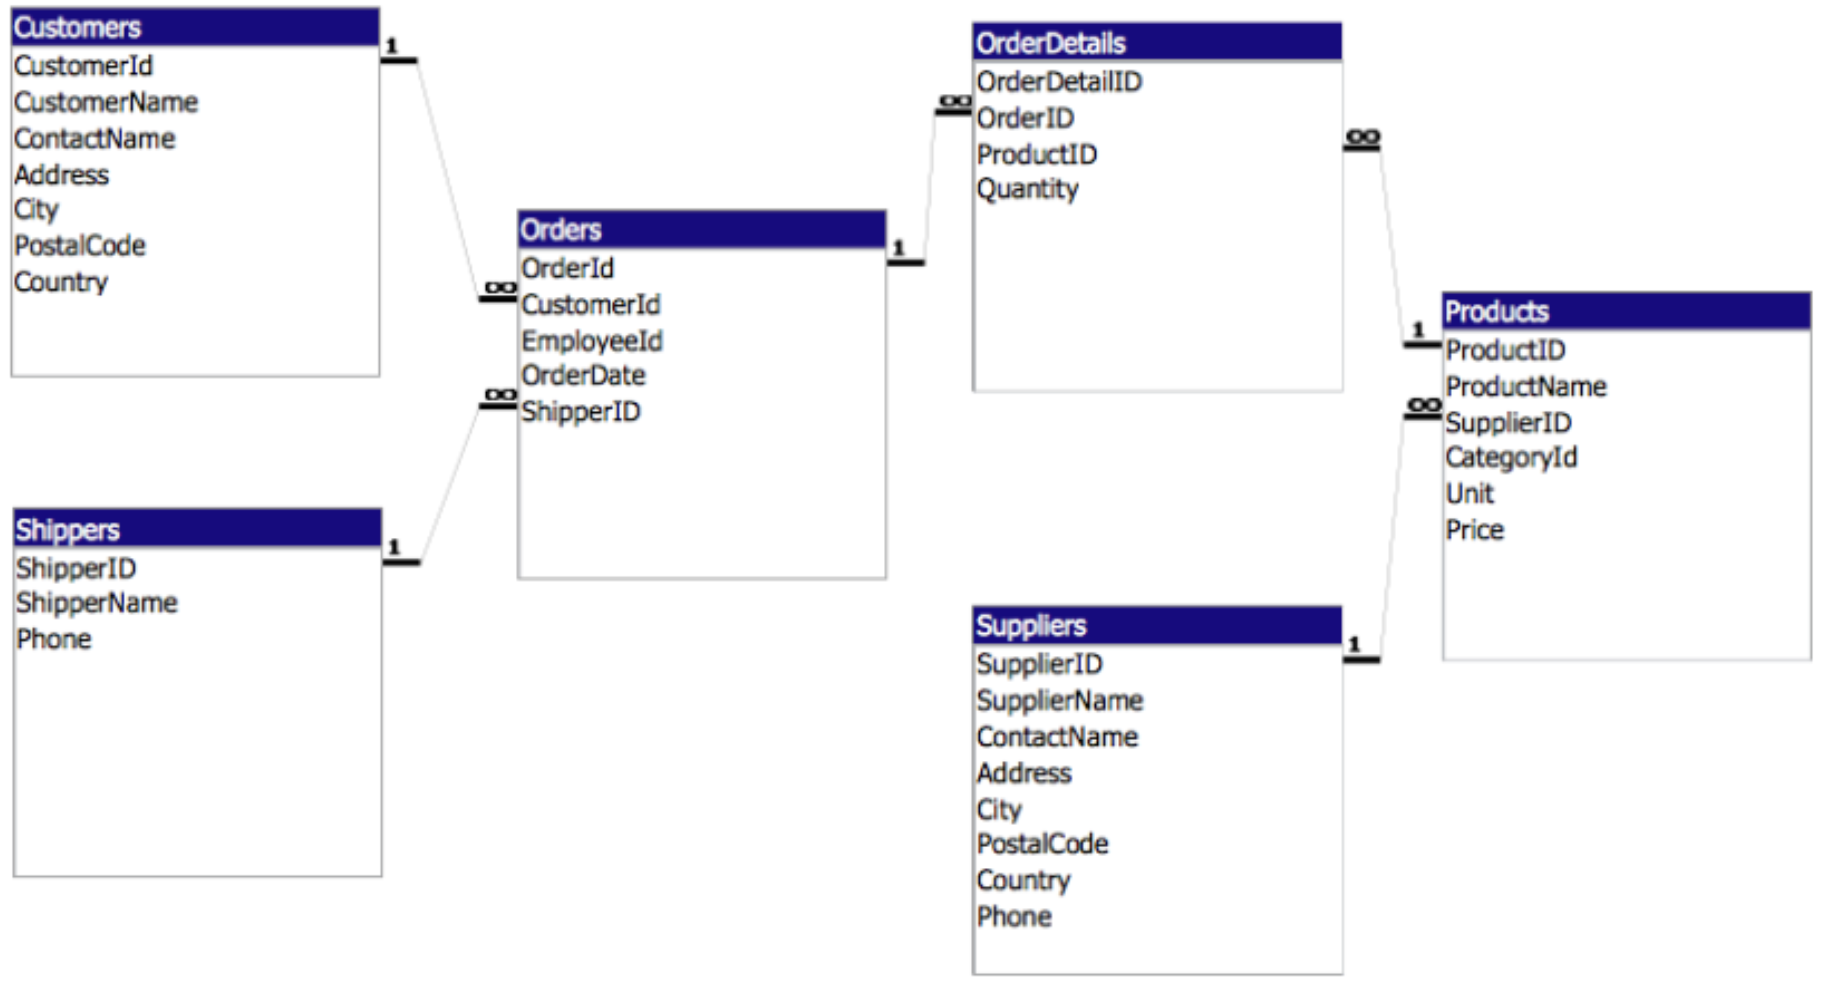 Customers
CustomerId
CustomerName
ContactName
Address
City
PostalCode
Country
1
∞
Shippers
ShipperID
ShipperName
Phone
1
∞
Orders
OrderId
CustomerId
EmployeeId
OrderDate
ShipperID
1
∞
OrderDetails
OrderDetailID
OrderID
ProductID
Quantity
∞
1
Products
ProductID
ProductName
SupplierID
CategoryId
Unit
Price
∞
1
Suppliers
SupplierID
SupplierName
ContactName
Address
City
PostalCode
Country
Phone